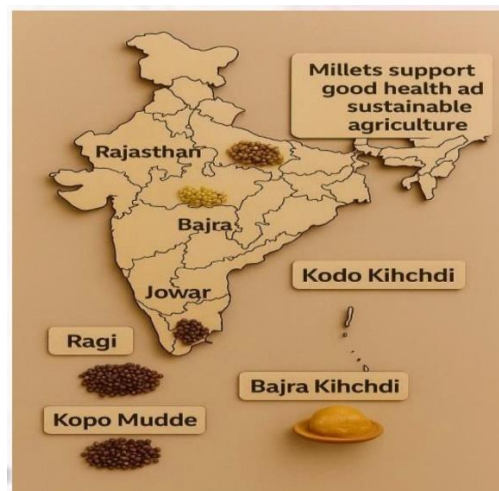 Millets support
good health ad
sustainable
agriculture
Rajasthan
Bajra
Jowar
Kodo Kihchdi
Ragi
Bajra Kihchdi
Kopo Mudde